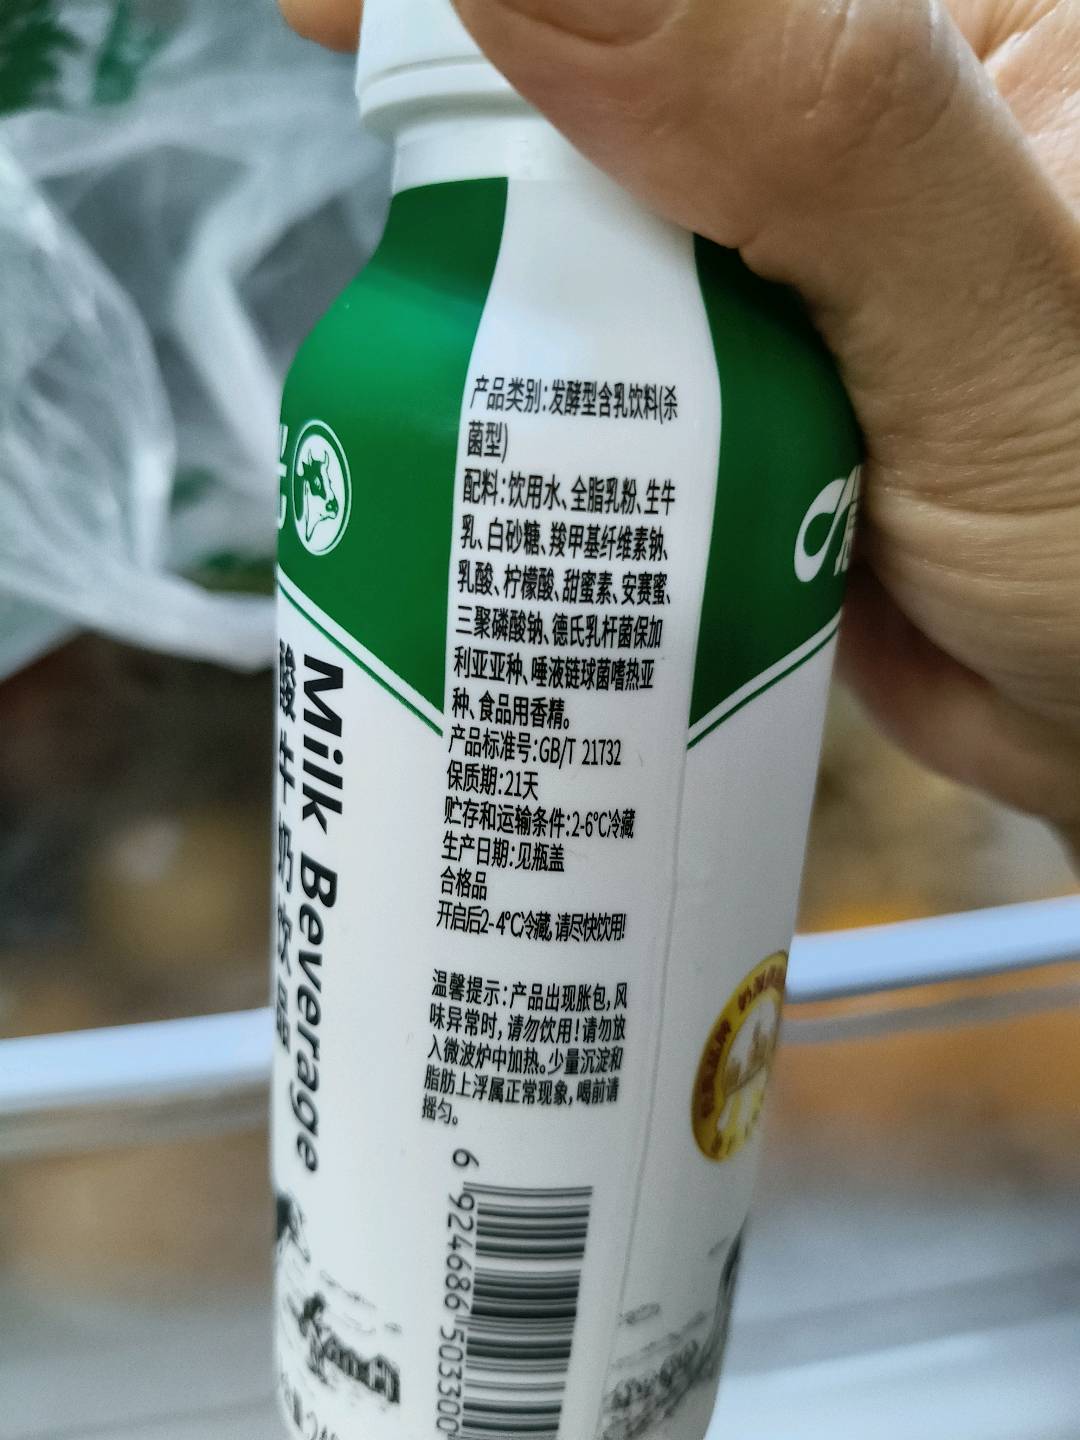 产品类别：发酵型含乳饮料(杀
菌型)
配料：饮用水、全脂乳粉、生牛
乳、白砂糖、羧甲基纤维素钠、
乳酸、柠檬酸、甜蜜素、安赛蜜、
三聚磷酸钠、德氏乳杆菌保加
利亚亚种、唾液链球菌嗜热亚
种、食品用香精。
产品标准号：GB/T 21732
保质期：21天
贮存和运输条件：2-6℃冷藏
生产日期：见瓶盖
合格品
开启后2-4℃冷藏，请尽快饮用！
温馨提示：产品出现胀包，风
味异常时，请勿饮用！请勿放
入微波炉中加热。少量沉淀和
脂肪上浮属正常现象，喝前请
摇匀。
6 924686 503300
Milk Beverage
酸牛奶饮品
光